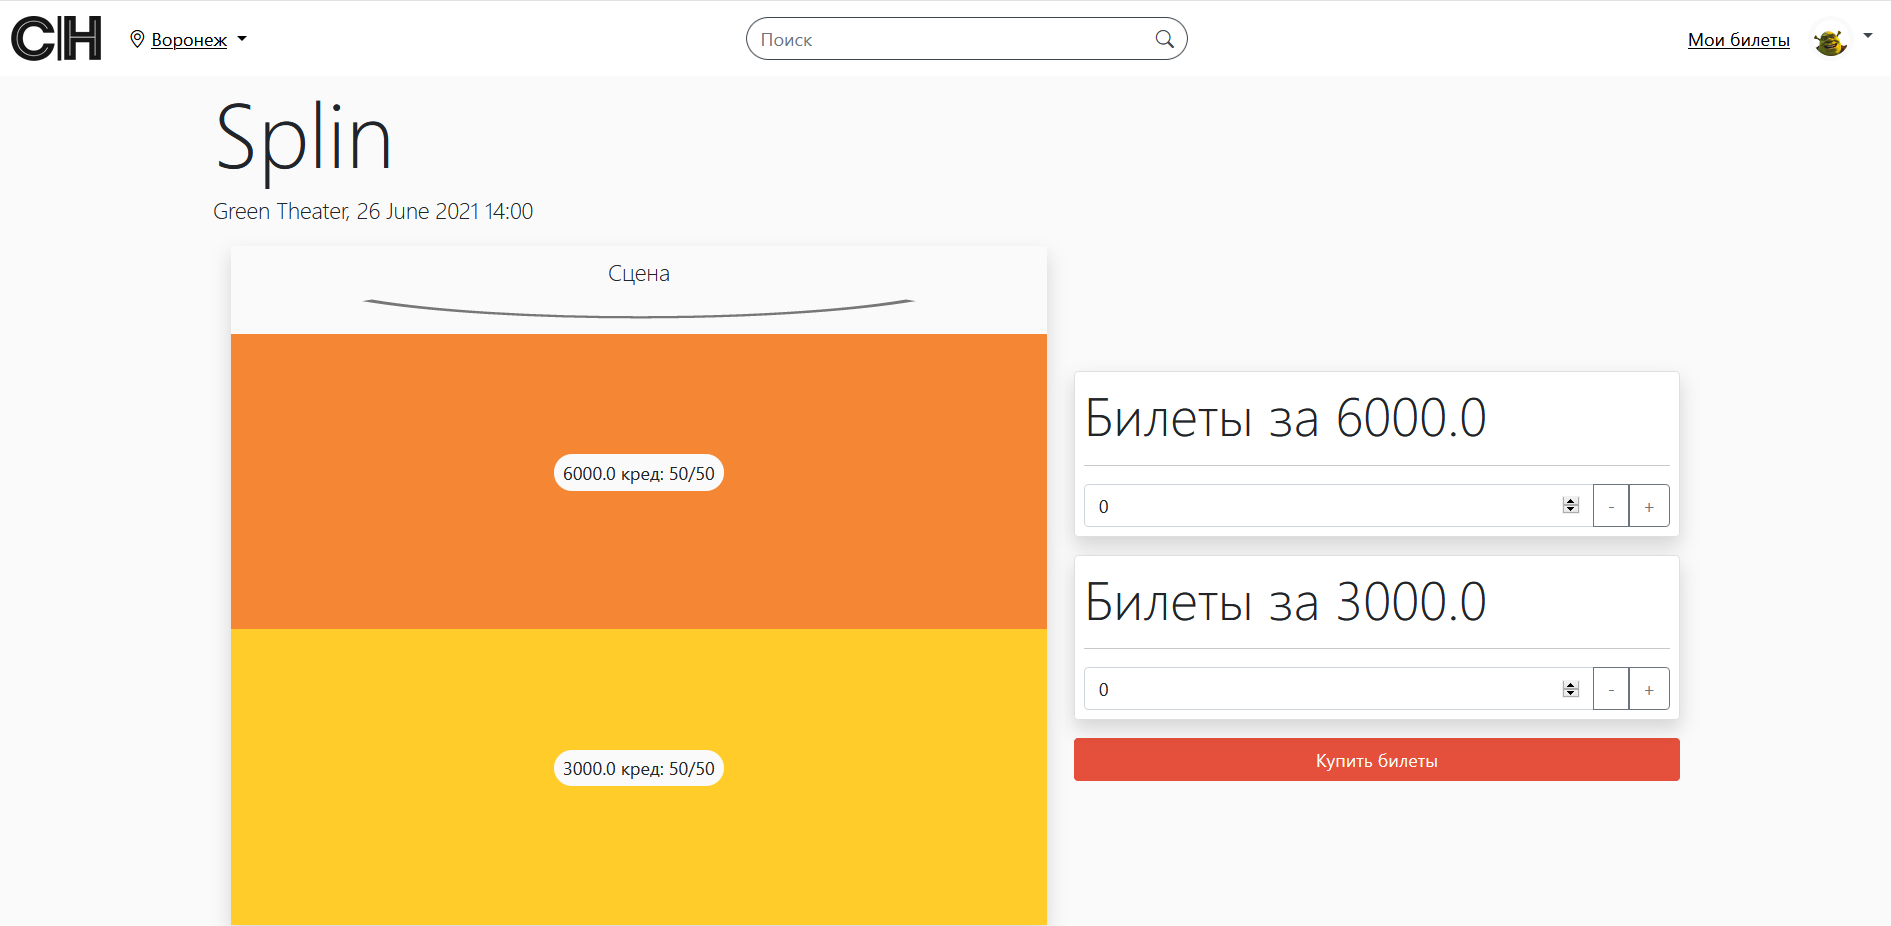 CH
Воронеж
Поиск
Мои билеты
Splin
Green Theater, 26 June 2021 14:00
Сцена
6000.0 кред: 50/50
3000.0 кред: 50/50
Билеты за 6000.0
0
-
+
Билеты за 3000.0
0
-
+
Купить билеты